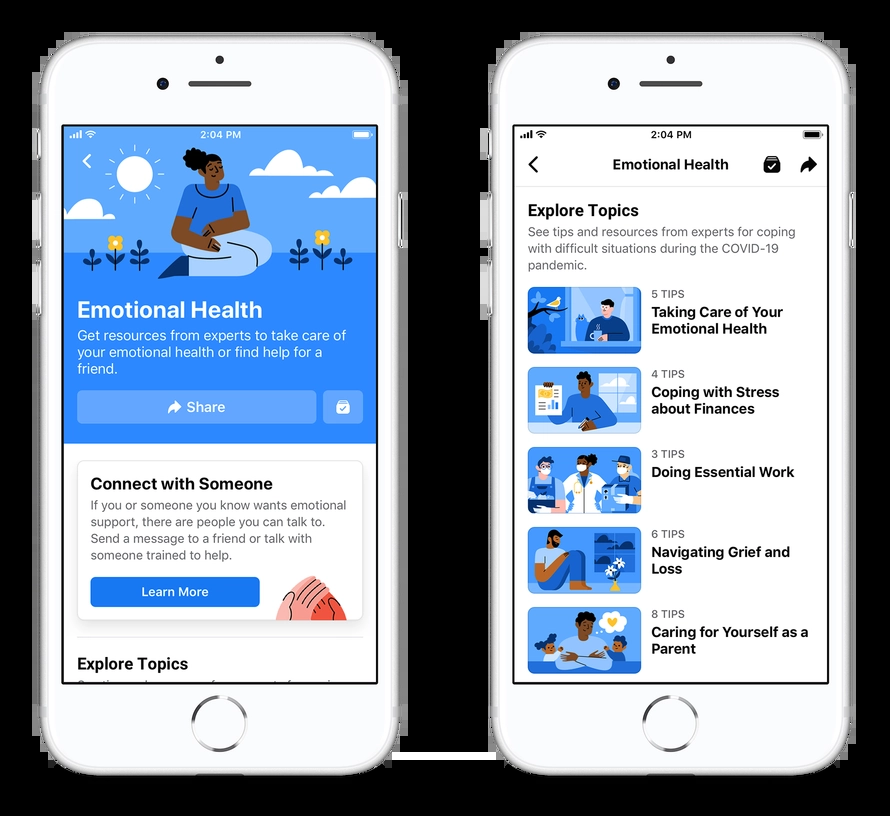 2:04 PM
Emotional Health
Get resources from experts to take care of
your emotional health or find help for a
friend.
Share
Connect with Someone
If you or someone you know wants emotional
support, there are people you can talk to.
Send a message to a friend or talk with
someone trained to help.
Learn More
Explore Topics
2:04 PM
Emotional Health
Explore Topics
See tips and resources from experts for coping
with difficult situations during the COVID-19
pandemic.
5 TIPS
Taking Care of Your
Emotional Health
4 TIPS
Coping with Stress
about Finances
3 TIPS
Doing Essential Work
6 TIPS
Navigating Grief and
Loss
8 TIPS
Caring for Yourself as a
Parent